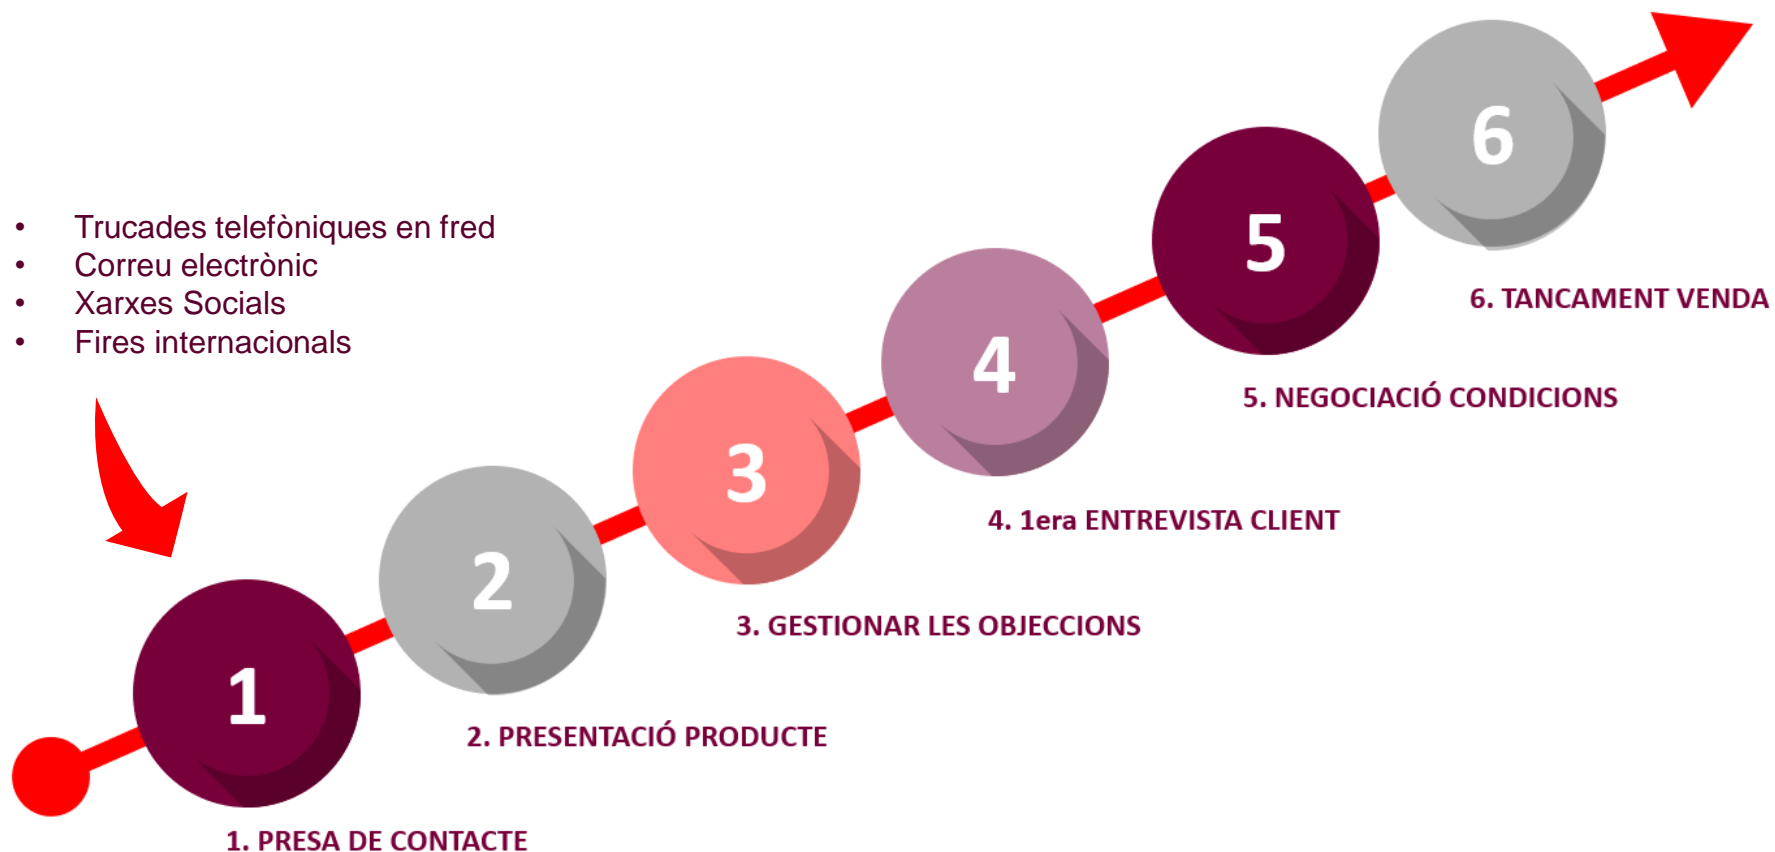 • Trucades telefòniques en fred
• Correu electrònic
• Xarxes Socials
• Fires internacionals
1
1. PRESA DE CONTACTE
2
2. PRESENTACIÓ PRODUCTE
3
3. GESTIONAR LES OBJECCIONS
4
4. 1era ENTREVISTA CLIENT
5
5. NEGOCIACIÓ CONDICIONS
6
6. TANCAMENT VENDA